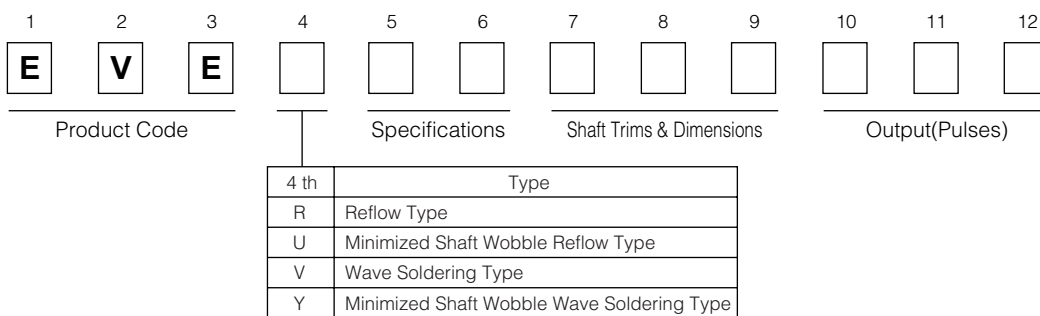 1 2 3 4 5 6 7 8 9 10 11 12
E V E
Product Code Specifications Shaft Trims & Dimensions Output(Pulses)
4 th Type
R Reflow Type
U Minimized Shaft Wobble Reflow Type
V Wave Soldering Type
Y Minimized Shaft Wobble Wave Soldering Type